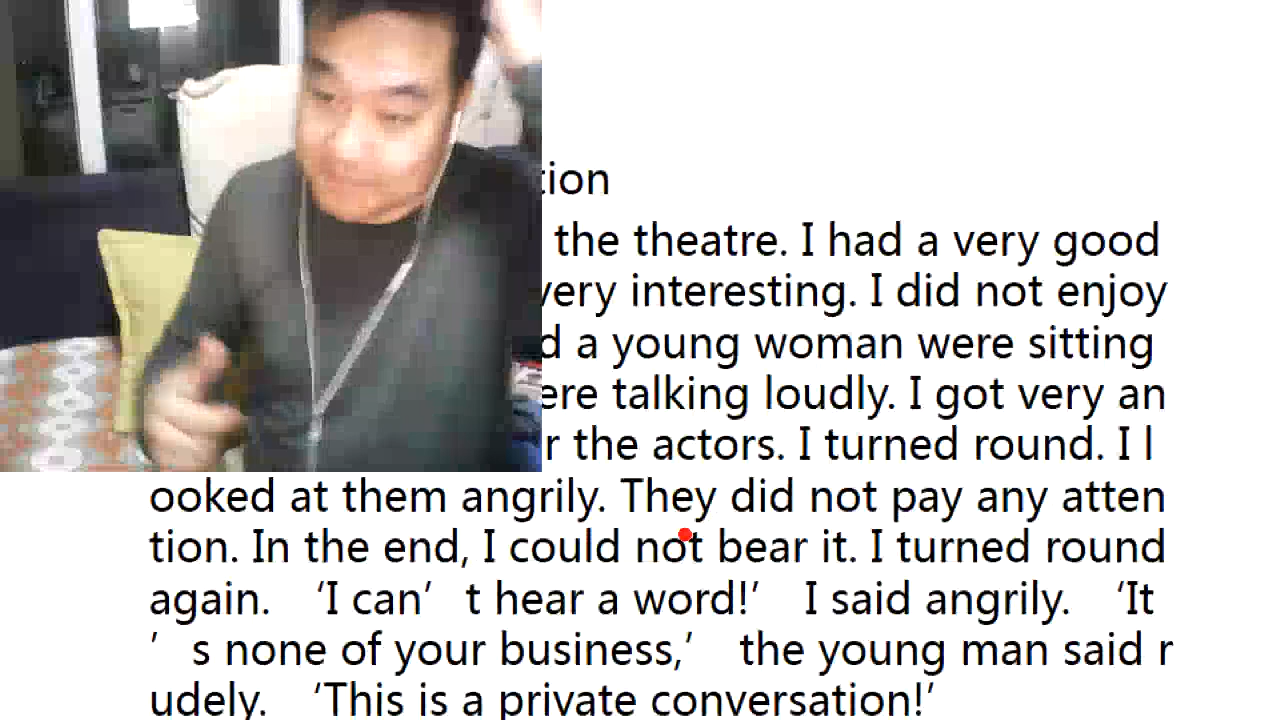 tion
the theatre. I had a very good
very interesting. I did not enjoy
d a young woman were sitting
ere talking loudly. I got very an
r the actors. I turned round. I l
ooked at them angrily. They did not pay any atten
tion. In the end, I could not bear it. I turned round
again. ‘I can’ t hear a word!’ I said angrily. ‘It
’ s none of your business,’ the young man said r
udely. ‘This is a private conversation!’